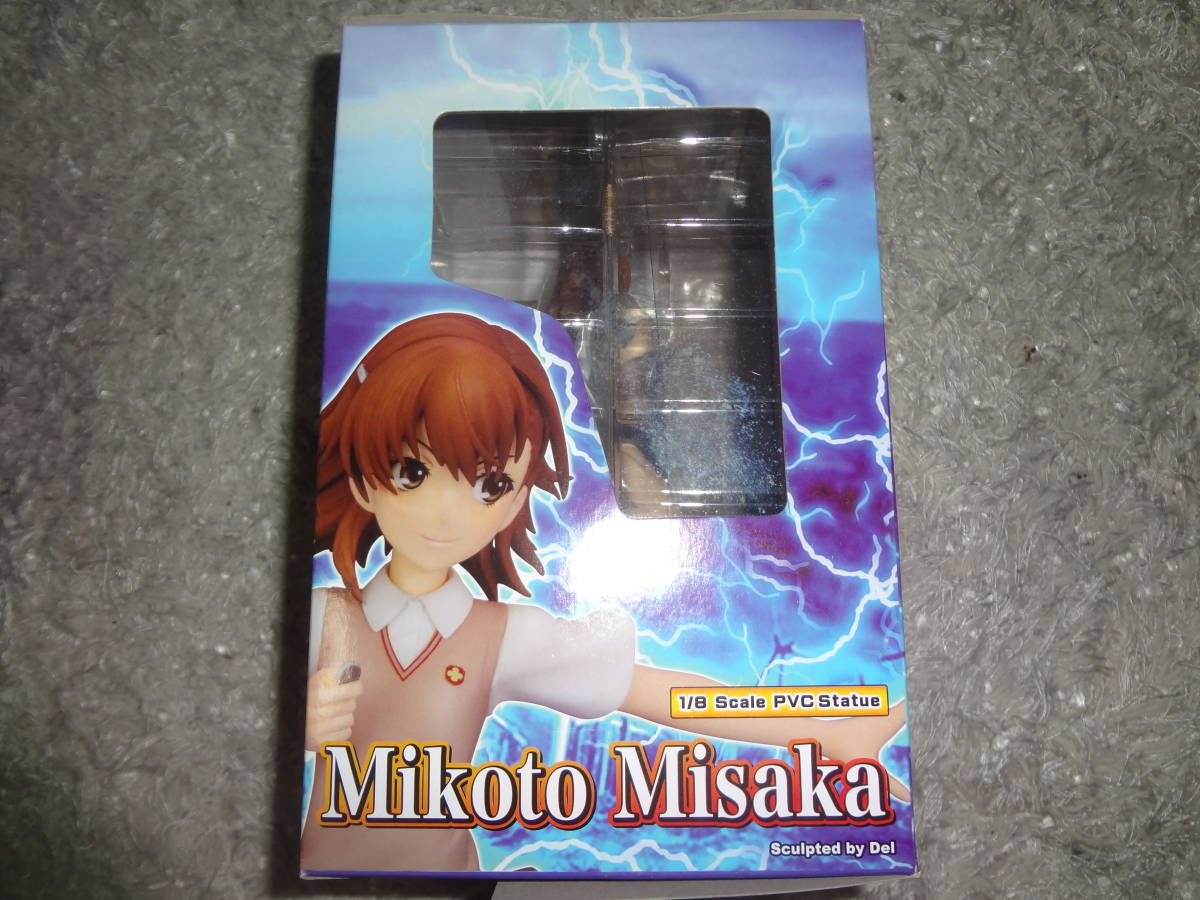 1/8 Scale PVC Statue
Mikoto Misaka
Sculpted by Del